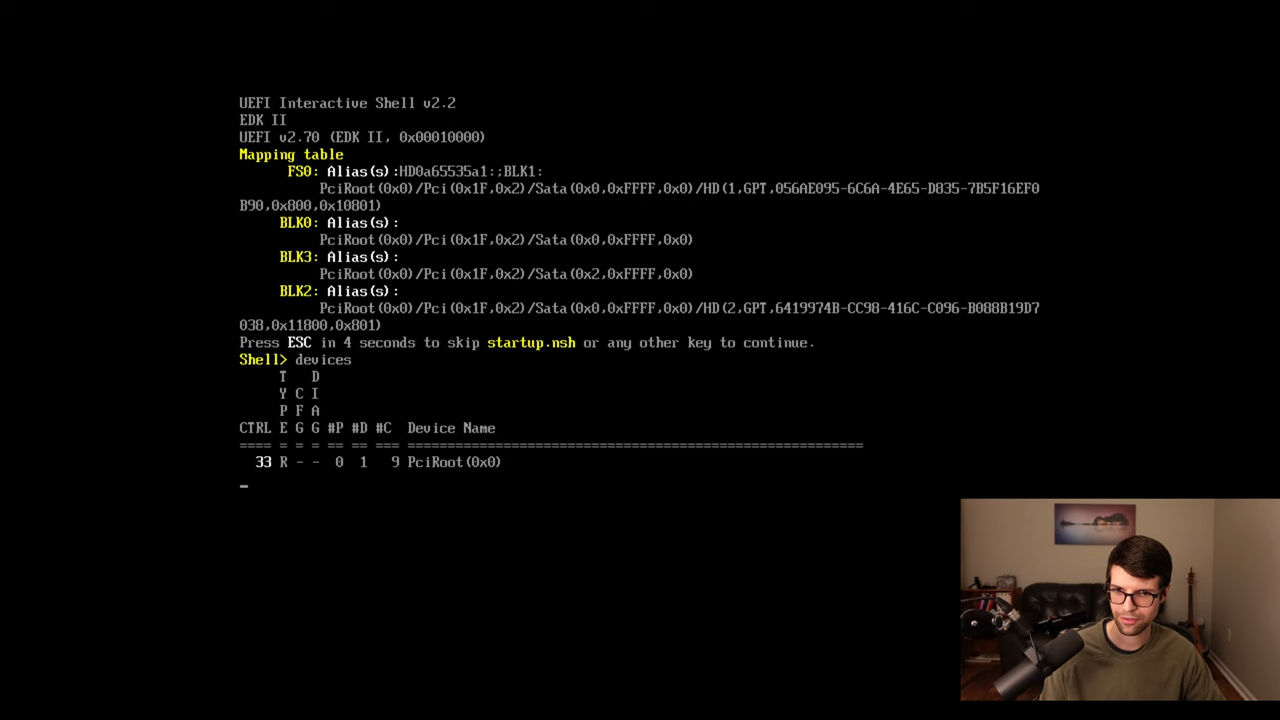 UEFI Interactive Shell v2.2
EDK II
UEFI v2.70 (EDK II, 0x00010000)
Mapping table
FS0: Alias(s):HD0a65535a1:;BLK1:
PciRoot(0x0)/Pci(0x1F,0x2)/Sata(0x0,0xFFFF,0x0)/HD(1,GPT,056AE095-6C6A-4E65-D835-7B5F16EF0
B90,0x800,0x10801)
BLK0: Alias(s):
PciRoot(0x0)/Pci(0x1F,0x2)/Sata(0x0,0xFFFF,0x0)
BLK3: Alias(s):
PciRoot(0x0)/Pci(0x1F,0x2)/Sata(0x2,0xFFFF,0x0)
BLK2: Alias(s):
PciRoot(0x0)/Pci(0x1F,0x2)/Sata(0x0,0xFFFF,0x0)/HD(2,GPT,6419974B-CC98-416C-C096-B088B19D7
038,0x11800,0x801)
Press ESC in 4 seconds to skip startup.nsh or any other key to continue.
Shell> devices
T D
Y C I
P F A
CTRL E G G #P #D #C Device Name
==== = = = == == === =========================================================
33 R - - 0 1 9 PciRoot(0x0)
_